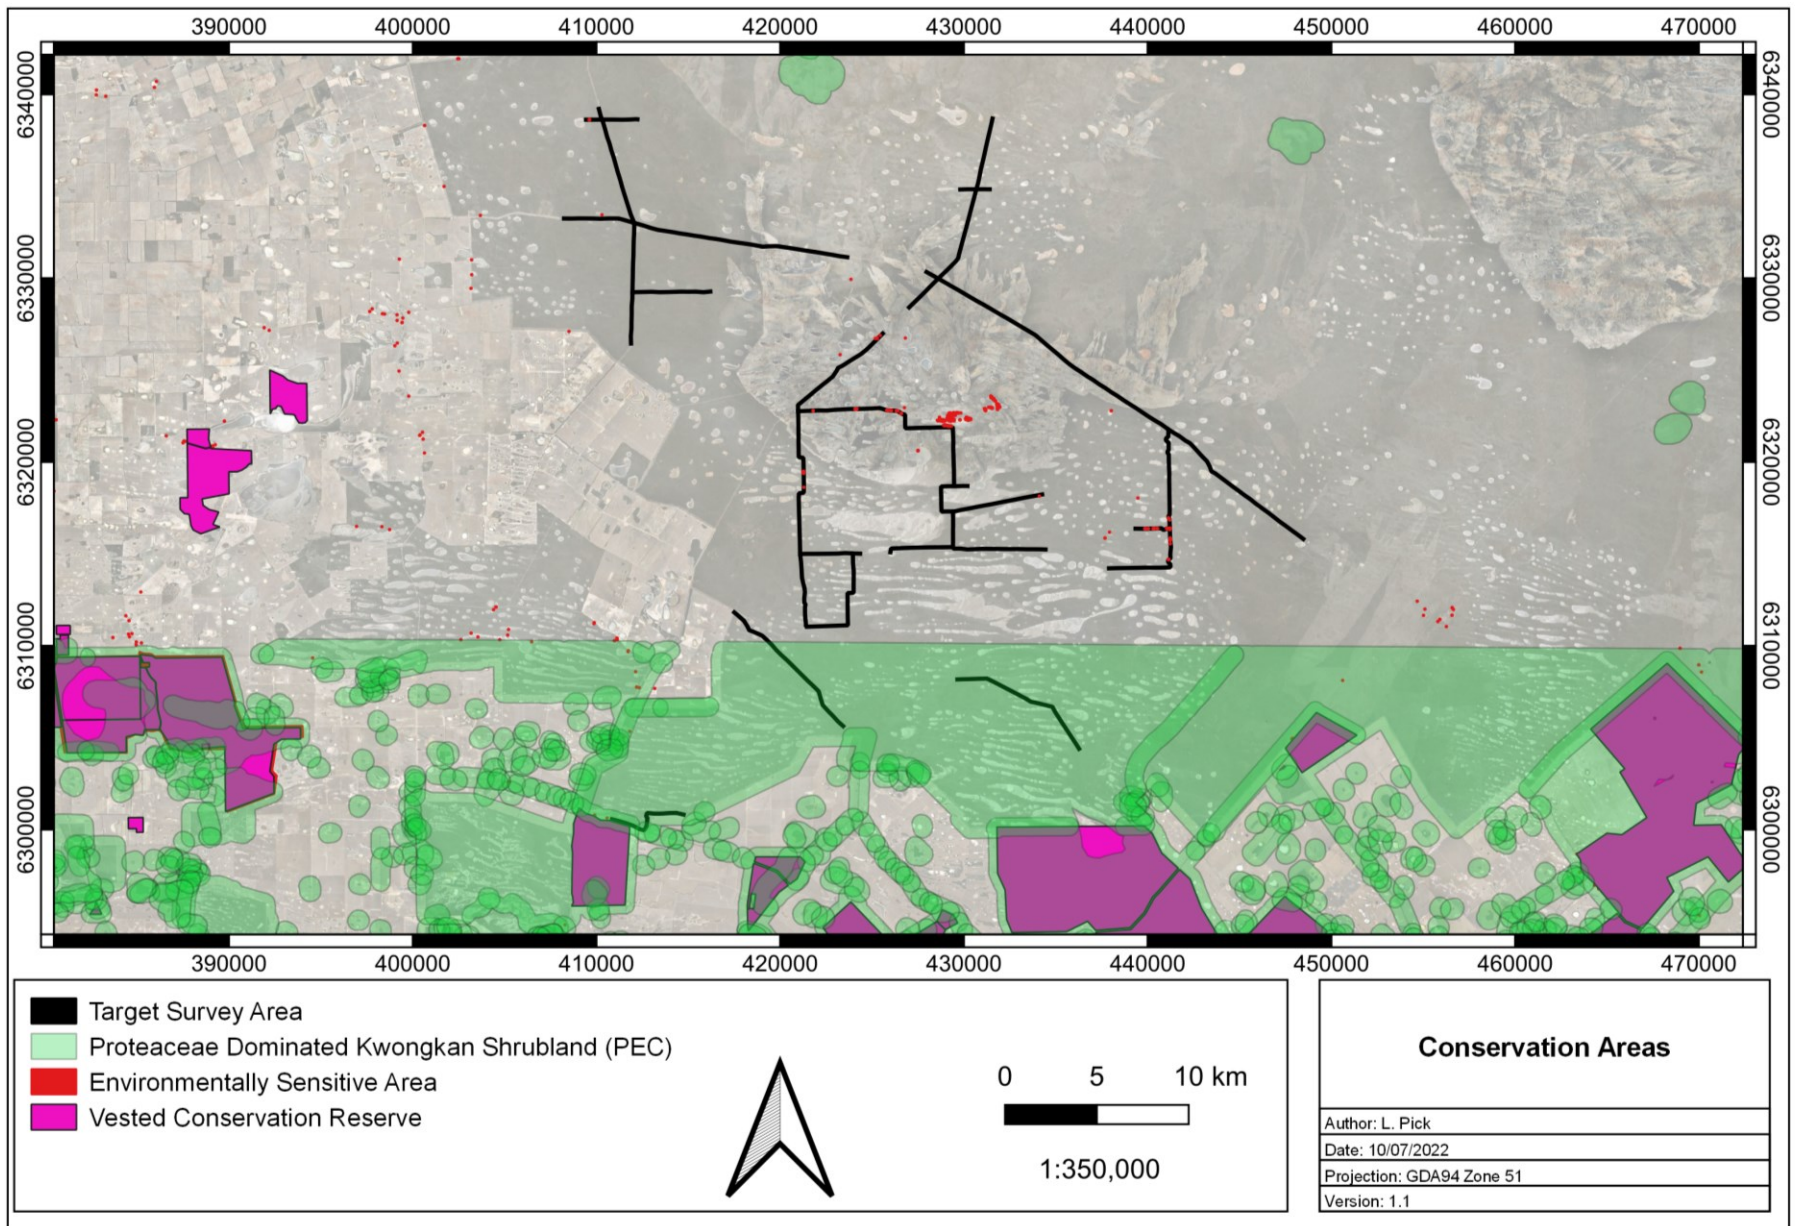 390000 400000 410000 420000 430000 440000 450000 460000 470000
6340000 6340000
6330000 6330000
6320000 6320000
6310000 6310000
6300000 6300000
390000 400000 410000 420000 430000 440000 450000 460000 470000
Target Survey Area
Proteaceae Dominated Kwongkan Shrubland (PEC)
Environmentally Sensitive Area
Vested Conservation Reserve
0 5 10 km
1:350,000
Conservation Areas
Author: L. Pick
Date: 10/07/2022
Projection: GDA94 Zone 51
Version: 1.1